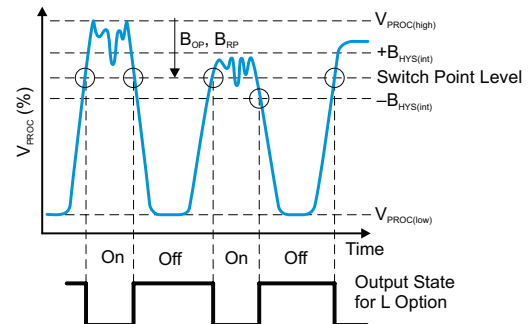 V_PROC(high)
+B_HYS(int)
B_OP, B_RP
Switch Point Level
–B_HYS(int)
V_PROC (%)
V_PROC(low)
Time
On Off On Off
Output State
for L Option